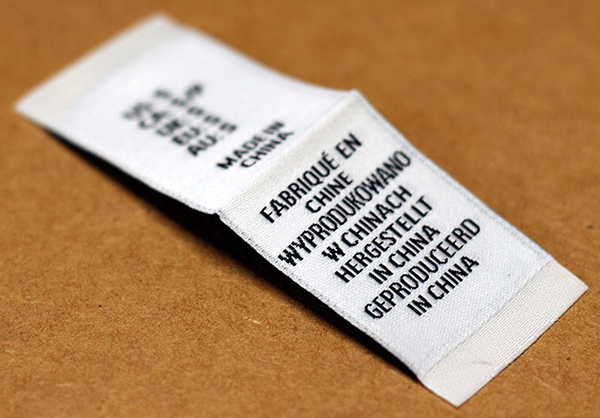 MADE IN
CHINA
FABRIQUÉ EN
CHINE
WYPRODUKOWANO
W CHINACH
HERGESTELLT
IN CHINA
GEPRODUCEERD
IN CHINA